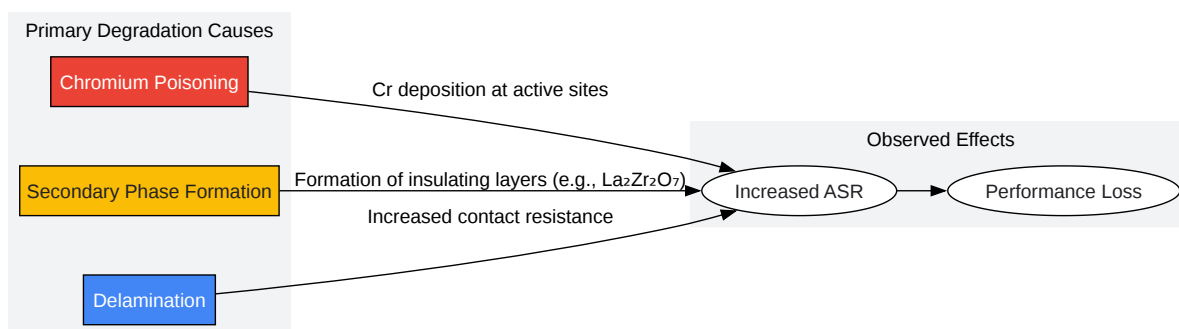 Primary Degradation Causes
Chromium Poisoning
Cr deposition at active sites
Observed Effects
Secondary Phase Formation
Formation of insulating layers (e.g., La₂Zr₂O₇)
Increased ASR
Performance Loss
Increased contact resistance
Delamination